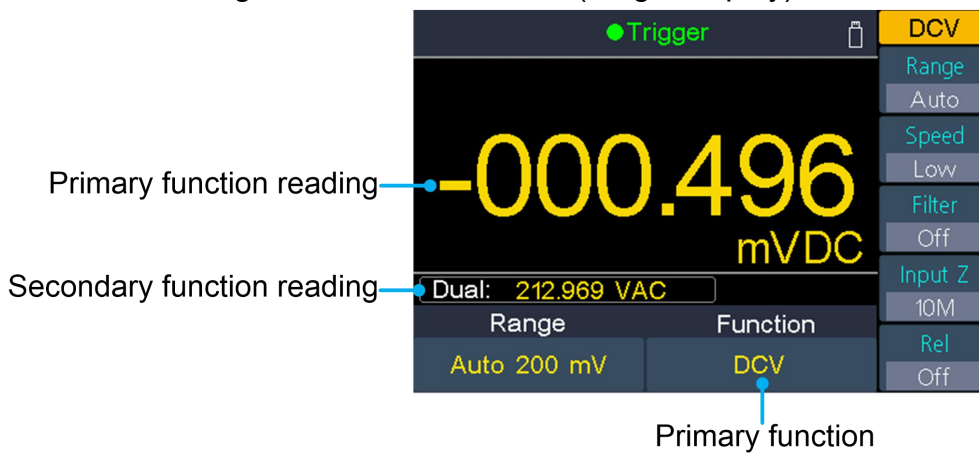 Trigger
DCV
Range
Auto
Speed
Low
Filter
Off
Input Z
10M
Rel
Off
Primary function reading
-000.496
mVDC
Secondary function reading
Dual: 212.969 VAC
Range
Function
Auto 200 mV
DCV
Primary function